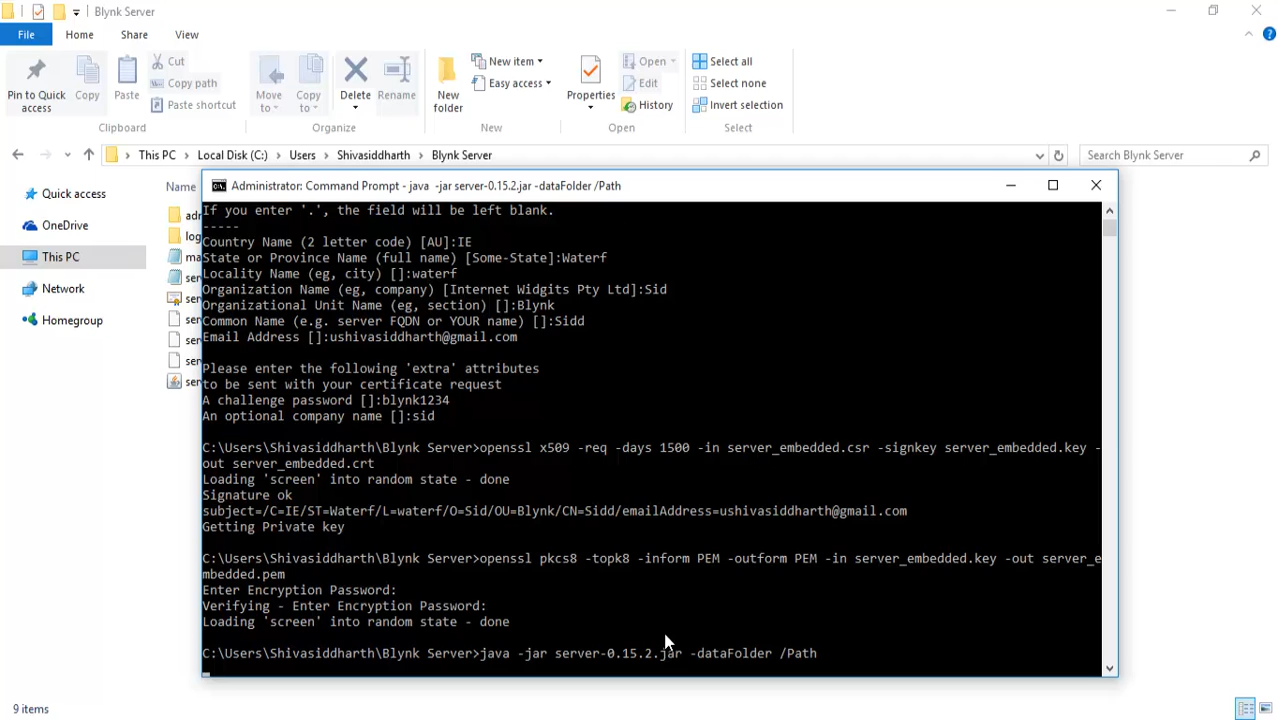 Blynk Server
File Home Share View
Pin to Quick access
Copy
Paste
Cut
Copy path
Paste shortcut
Clipboard
Move to
Copy to
Delete
Rename
Organize
New folder
New item
Easy access
New
Properties
Open
Edit
History
Open
Select all
Select none
Invert selection
Select
This PC Local Disk (C:) Users Shivasiddharth Blynk Server
Search Blynk Server
Quick access
OneDrive
This PC
Network
Homegroup
Name
Administrator: Command Prompt - java -jar server-0.15.2.jar -dataFolder /Path
If you enter '.', the field will be left blank.
-----
Country Name (2 letter code) [AU]:IE
State or Province Name (full name) [Some-State]:Waterf
Locality Name (eg, city) []:waterf
Organization Name (eg, company) [Internet Widgits Pty Ltd]:Sid
Organizational Unit Name (eg, section) []:Blynk
Common Name (e.g. server FQDN or YOUR name) []:Sidd
Email Address []:ushivasiddharth@gmail.com
Please enter the following 'extra' attributes
to be sent with your certificate request
A challenge password []:blynk1234
An optional company name []:sid
C:\Users\Shivasiddharth\Blynk Server>openssl x509 -req -days 1500 -in server_embedded.csr -signkey server_embedded.key -
out server_embedded.crt
Loading 'screen' into random state - done
Signature ok
subject=/C=IE/ST=Waterf/L=waterf/O=Sid/OU=Blynk/CN=Sidd/emailAddress=ushivasiddharth@gmail.com
Getting Private key
C:\Users\Shivasiddharth\Blynk Server>openssl pkcs8 -topk8 -inform PEM -outform PEM -in server_embedded.key -out server_e
mbedded.pem
Enter Encryption Password:
Verifying - Enter Encryption Password:
Loading 'screen' into random state - done
C:\Users\Shivasiddharth\Blynk Server>java -jar server-0.15.2.jar -dataFolder /Path
9 items